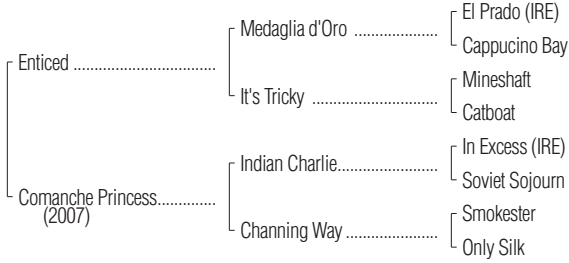 El Prado (IRE)
Medaglia d'Oro ..................
Cappucino Bay
Enticed ...............................
Mineshaft
It's Tricky ...........................
Catboat
In Excess (IRE)
Indian Charlie......................
Soviet Sojourn
Comanche Princess.............
(2007)
Smokester
Channing Way ....................
Only Silk